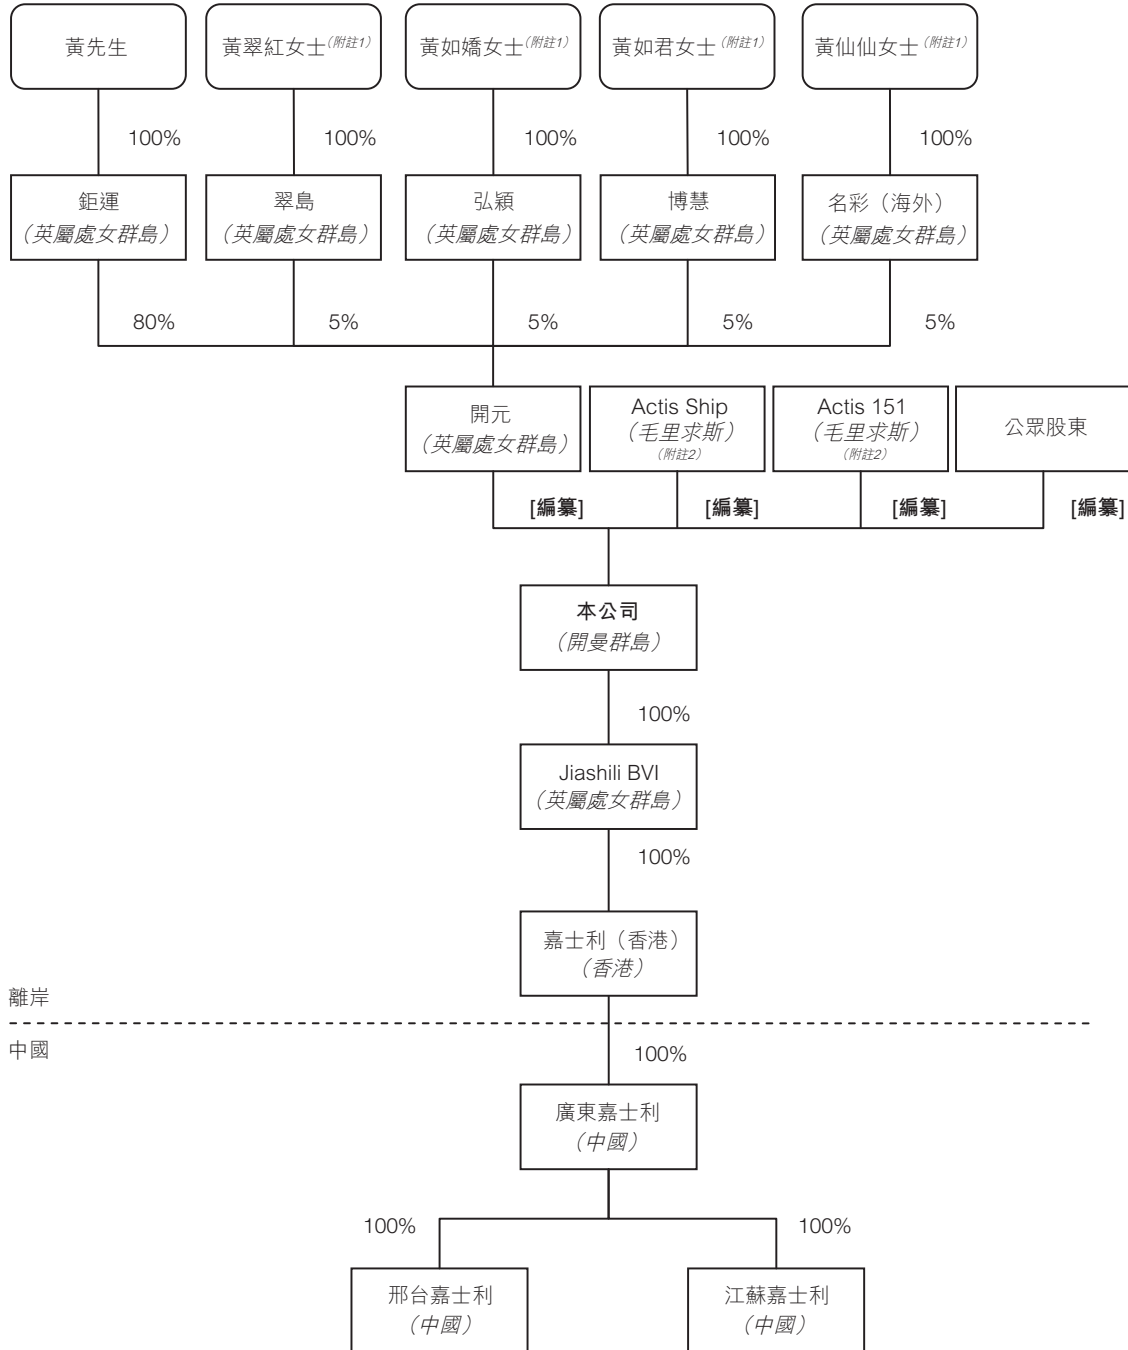 黃先生
黃翠紅女士(附註1)
黃如嬌女士(附註1)
黃如君女士(附註1)
黃仙仙女士(附註1)
100%
100%
100%
100%
100%
鉅運
(英屬處女群島)
翠島
(英屬處女群島)
弘穎
(英屬處女群島)
博慧
(英屬處女群島)
名彩（海外）
(英屬處女群島)
80%
5%
5%
5%
5%
開元
(英屬處女群島)
Actis Ship
(毛里求斯)
(附註2)
Actis 151
(毛里求斯)
(附註2)
公眾股東
[編纂]
[編纂]
[編纂]
[編纂]
本公司
(開曼群島)
100%
Jiashili BVI
(英屬處女群島)
100%
嘉士利（香港）
(香港)
離岸
中國
100%
廣東嘉士利
(中國)
100%
100%
邢台嘉士利
(中國)
江蘇嘉士利
(中國)